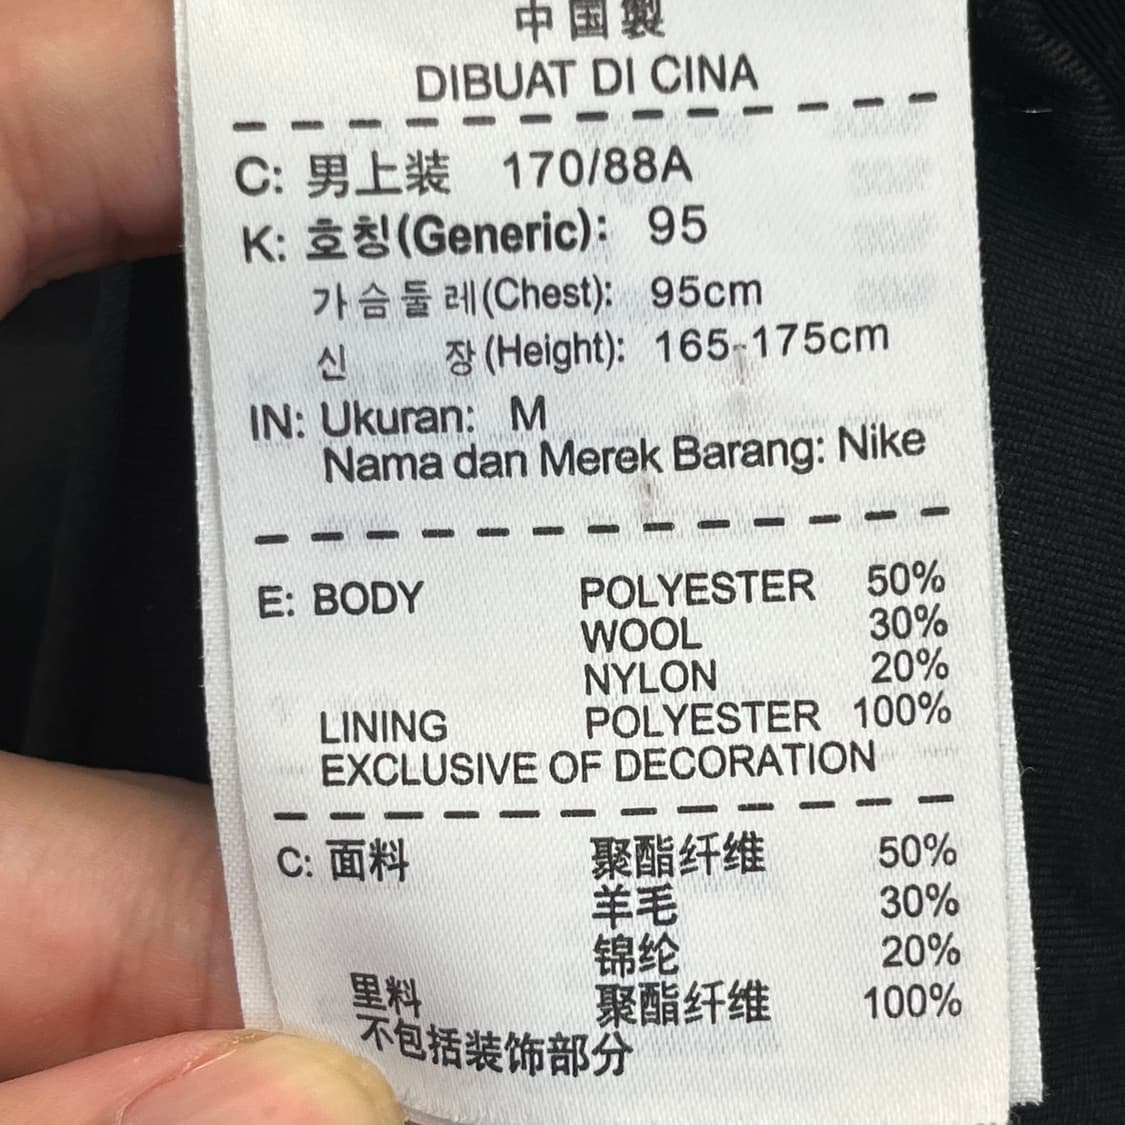 中国製
DIBUAT DI CINA
C: 男上装 170/88A
K: 호칭(Generic): 95
가슴둘레(Chest): 95cm
신 장(Height): 165-175cm
IN: Ukuran: M
Nama dan Merek Barang: Nike
E: BODY POLYESTER 50%
WOOL 30%
NYLON 20%
LINING POLYESTER 100%
EXCLUSIVE OF DECORATION
C: 面料 聚酯纤维 50%
羊毛 30%
锦纶 20%
里料 聚酯纤维 100%
不包括装饰部分